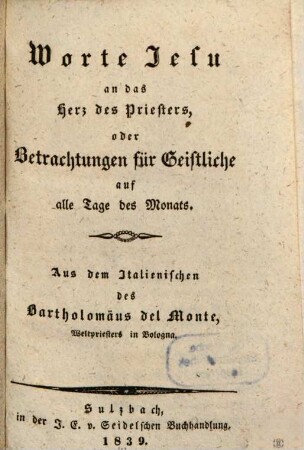 Worte Jesu
an das
Herz des Priesters,
oder
Betrachtungen für Geistliche
auf
alle Tage des Monats.
Aus dem Italienischen
des
Bartholomäus del Monte,
Weltpriesters in Bologna.
Sulzbach,
in der J. E. v. Seidelschen Buchhandlung.
1839.